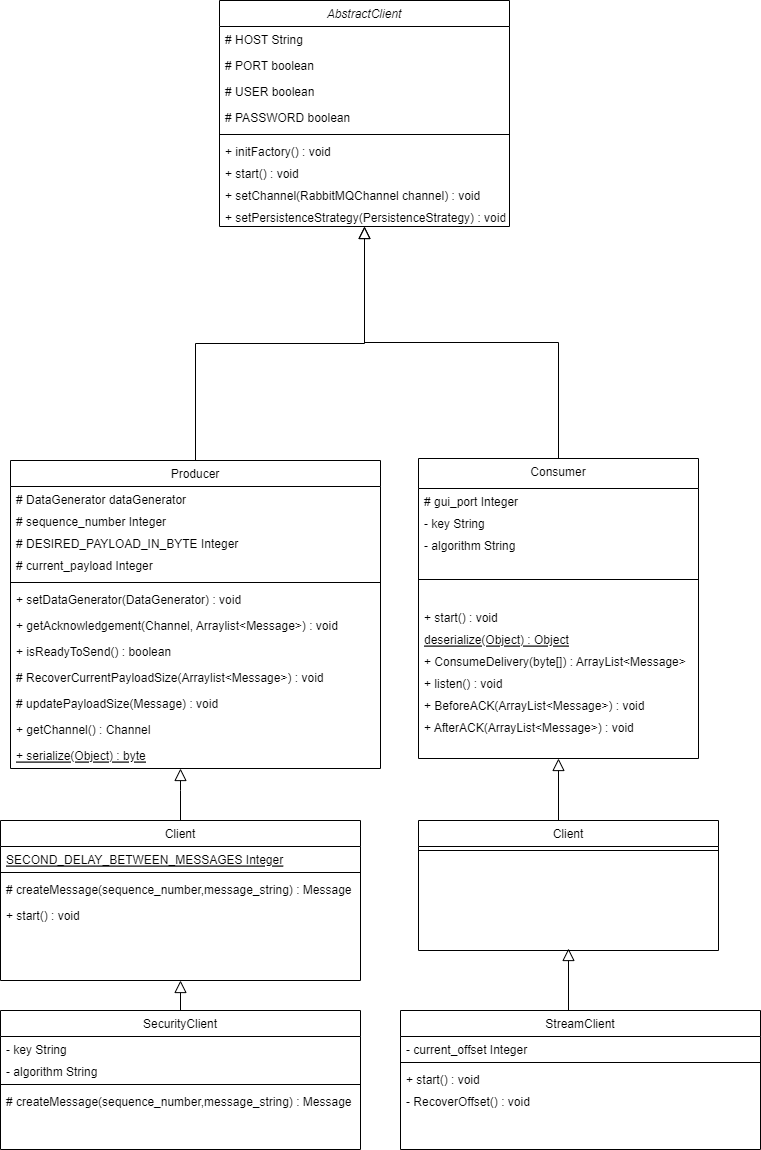 AbstractClient
# HOST String
# PORT boolean
# USER boolean
# PASSWORD boolean
+ initFactory() : void
+ start() : void
+ setChannel(RabbitMQChannel channel) : void
+ setPersistenceStrategy(PersistenceStrategy) : void
Producer
# DataGenerator dataGenerator
# sequence_number Integer
# DESIRED_PAYLOAD_IN_BYTE Integer
# current_payload Integer
+ setDataGenerator(DataGenerator) : void
+ getAcknowledgement(Channel, Arraylist<Message>) : void
+ isReadyToSend() : boolean
# RecoverCurrentPayloadSize(Arraylist<Message>) : void
# updatePayloadSize(Message) : void
+ getChannel() : Channel
+ serialize(Object) : byte
Consumer
# gui_port Integer
- key String
- algorithm String
+ start() : void
deserialize(Object) : Object
+ ConsumeDelivery(byte[]) : ArrayList<Message>
+ listen() : void
+ BeforeACK(ArrayList<Message>) : void
+ AfterACK(ArrayList<Message>) : void
Client
SECOND_DELAY_BETWEEN_MESSAGES Integer
# createMessage(sequence_number,message_string) : Message
+ start() : void
Client
SecurityClient
- key String
- algorithm String
# createMessage(sequence_number,message_string) : Message
StreamClient
- current_offset Integer
+ start() : void
- RecoverOffset() : void